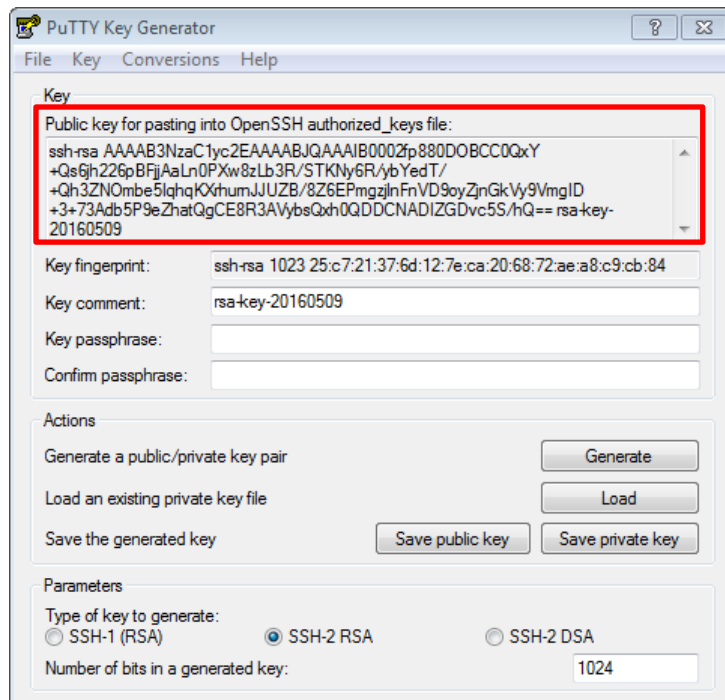 PuTTY Key Generator
File Key Conversions Help
Key
Public key for pasting into OpenSSH authorized_keys file:
ssh-rsa AAAAB3NzaC1yc2EAAAABJQAAAIB0002fp880DOBCC0QxY
+Qs6jh226pBFjjAaLn0PXw8zLb3R/STKNy6R/ybYedT/
+Qh3ZNOmbe5IqhqKXrhumJJUZB/8Z6EPmgzjlnFnVD9oyZjnGkVy9VmgID
+3+73Adb5P9eZhatQgCE8R3AVybsQxh0QDDCNADIZGDvc5S/hQ== rsa-key-
20160509
Key fingerprint: ssh-rsa 1023 25:c7:21:37:6d:12:7e:ca:20:68:72:ae:a8:c9:cb:84
Key comment: rsa-key-20160509
Key passphrase:
Confirm passphrase:
Actions
Generate a public/private key pair Generate
Load an existing private key file Load
Save the generated key Save public key Save private key
Parameters
Type of key to generate:
SSH-1 (RSA) SSH-2 RSA SSH-2 DSA
Number of bits in a generated key: 1024